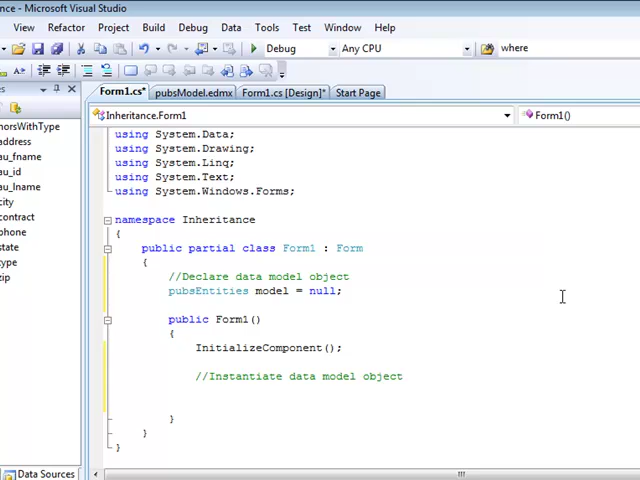 nce - Microsoft Visual Studio
View Refactor Project Build Debug Data Tools Test Window Help
Debug Any CPU where
Form1.cs* pubsModel.edmx Form1.cs [Design]* Start Page
Inheritance.Form1 Form1()
horsWithType
address
au_fname
au_id
au_lname
city
contract
phone
state
type
zip
Data Sources
using System.Data;
using System.Drawing;
using System.Linq;
using System.Text;
using System.Windows.Forms;
namespace Inheritance
{
public partial class Form1 : Form
{
//Declare data model object
pubsEntities model = null;
public Form1()
{
InitializeComponent();
//Instantiate data model object
}
}
}